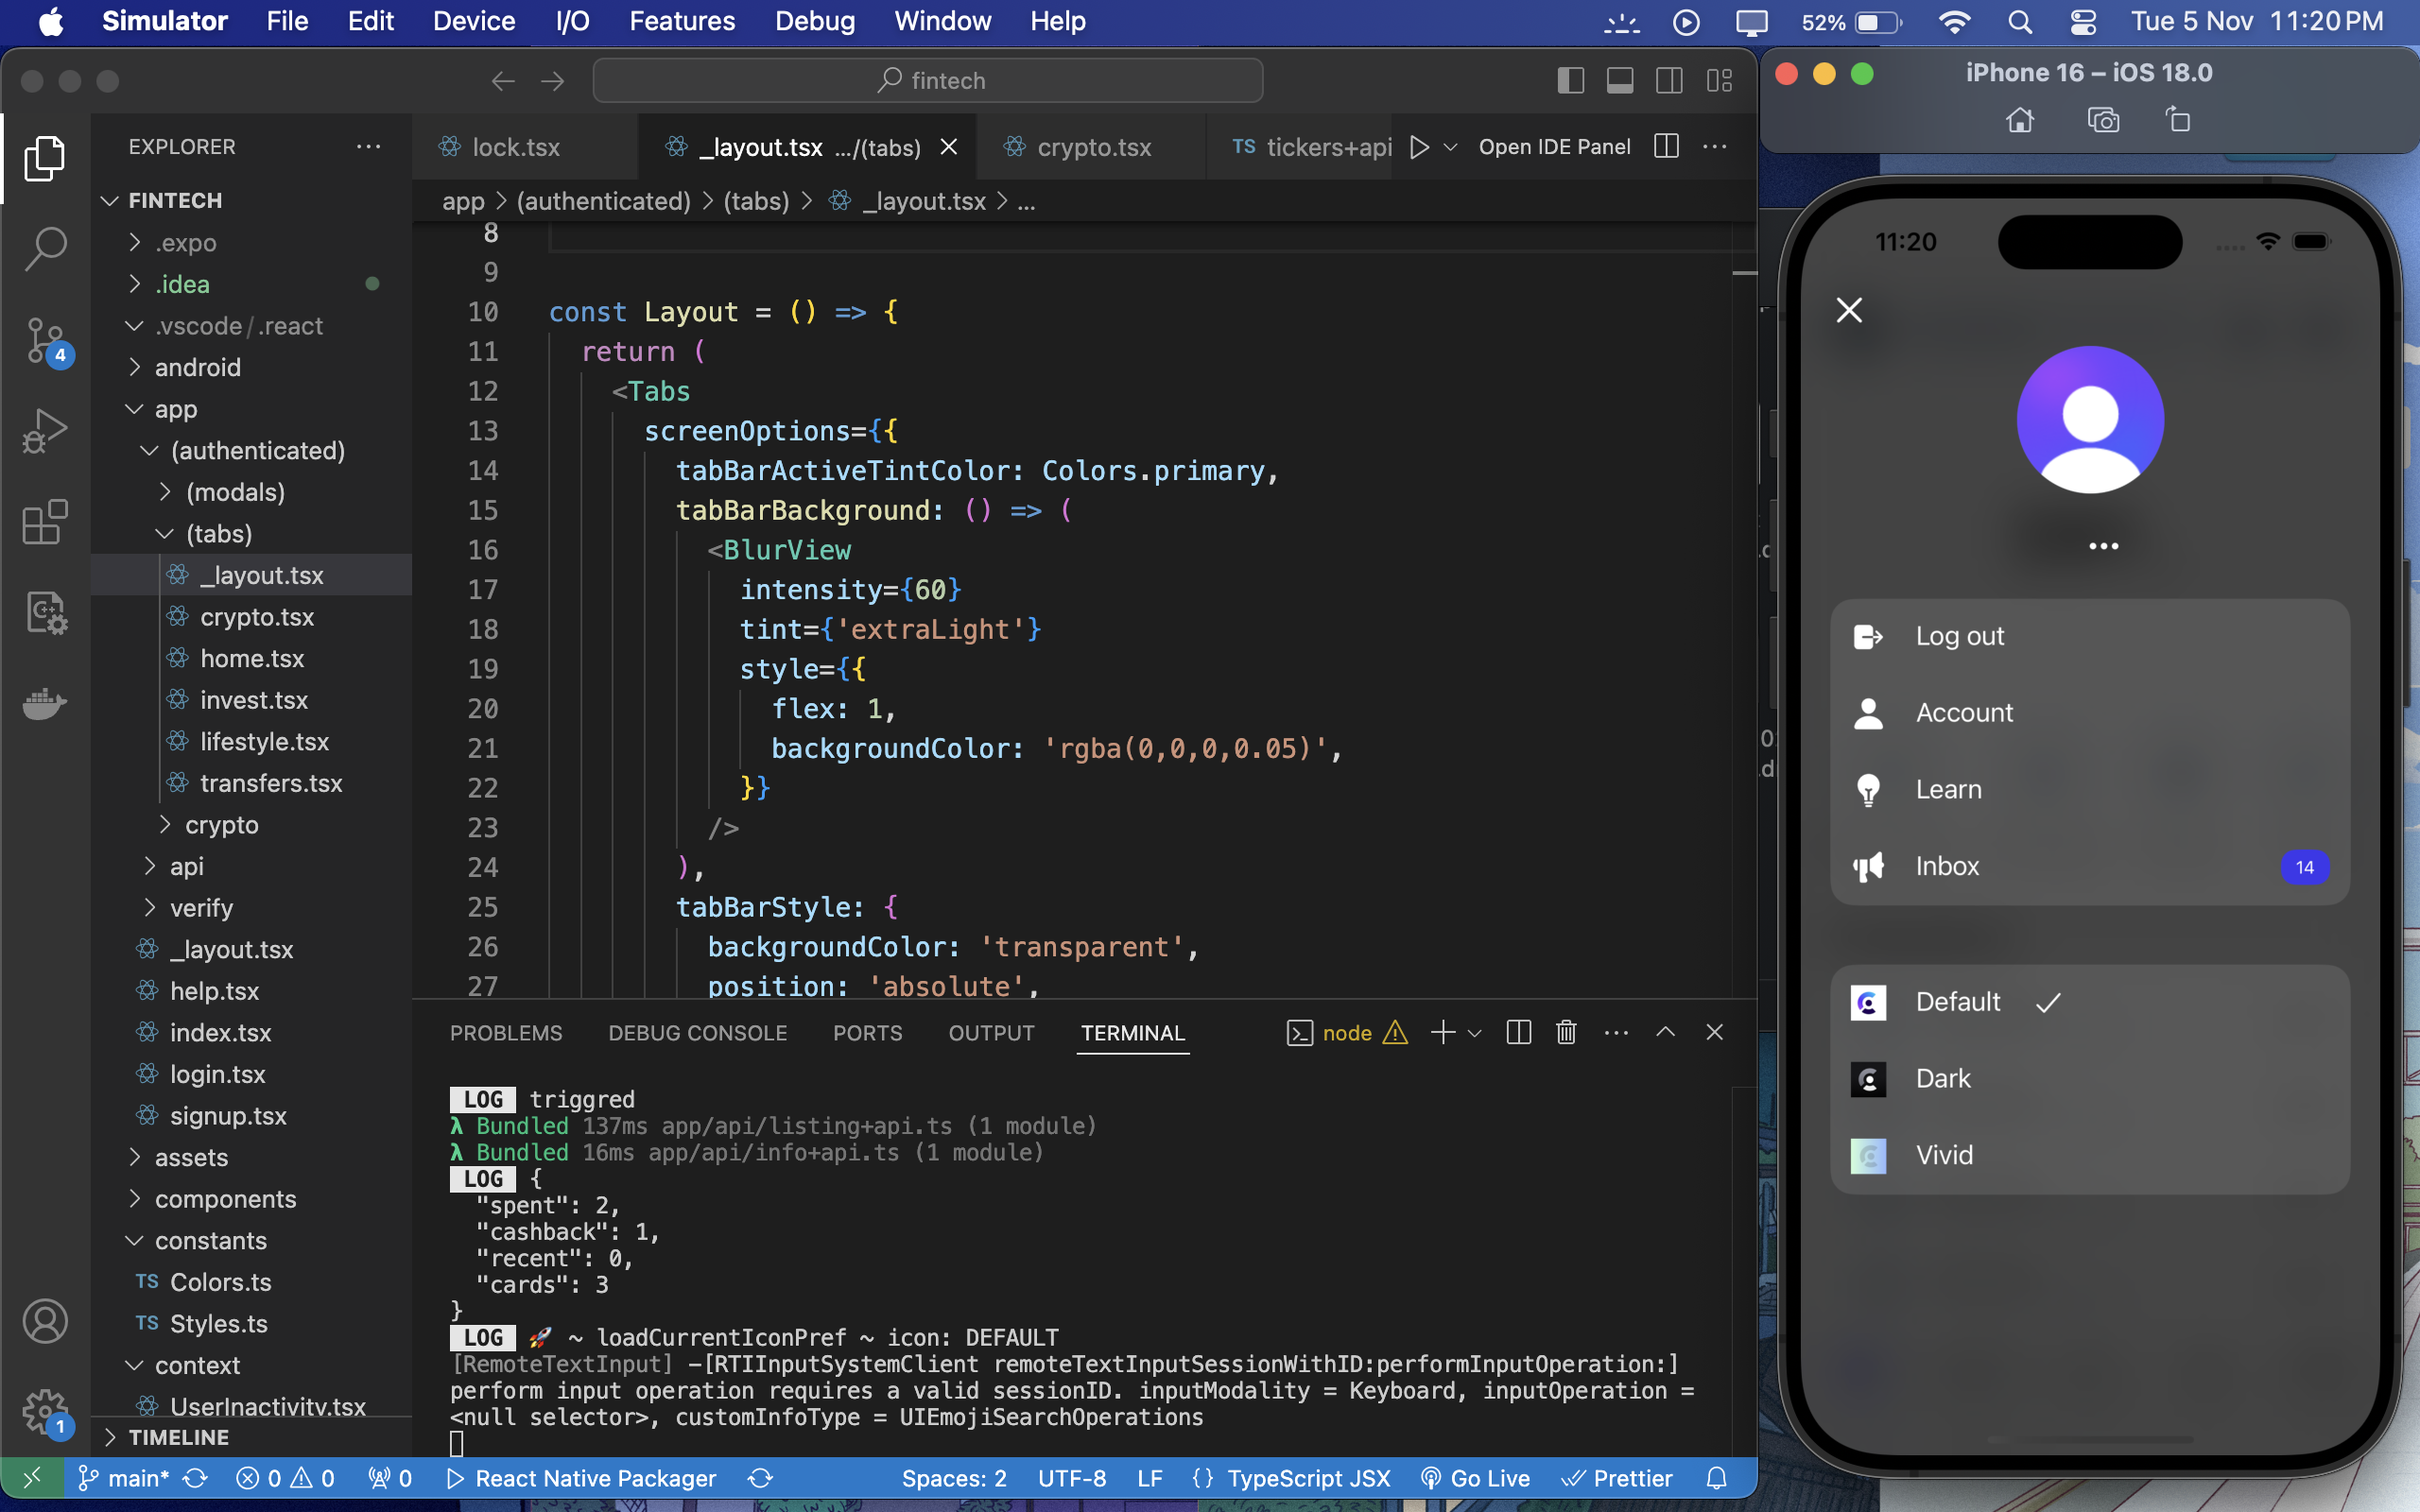 Simulator File Edit Device I/O Features Debug Window Help 52% Tue 5 Nov 11:20 PM
fintech
EXPLORER
FINTECH
.expo
.idea
.vscode / .react
android
app
(authenticated)
(modals)
(tabs)
_layout.tsx
crypto.tsx
home.tsx
invest.tsx
lifestyle.tsx
transfers.tsx
crypto
api
verify
_layout.tsx
help.tsx
index.tsx
login.tsx
signup.tsx
assets
components
constants
TS Colors.ts
TS Styles.ts
context
UserInactivity.tsx
TIMELINE
4
1
lock.tsx _layout.tsx .../(tabs) crypto.tsx TS tickers+api Open IDE Panel
app > (authenticated) > (tabs) > _layout.tsx > ...
8
9
10 const Layout = () => {
11 return (
12 <Tabs
13 screenOptions={{
14 tabBarActiveTintColor: Colors.primary,
15 tabBarBackground: () => (
16 <BlurView
17 intensity={60}
18 tint={'extraLight'}
19 style={{
20 flex: 1,
21 backgroundColor: 'rgba(0,0,0,0.05)',
22 }}
23 />
24 ),
25 tabBarStyle: {
26 backgroundColor: 'transparent',
27 position: 'absolute',
PROBLEMS DEBUG CONSOLE PORTS OUTPUT TERMINAL node
LOG triggred
λ Bundled 137ms app/api/listing+api.ts (1 module)
λ Bundled 16ms app/api/info+api.ts (1 module)
LOG {
"spent": 2,
"cashback": 1,
"recent": 0,
"cards": 3
}
LOG 🚀 ~ loadCurrentIconPref ~ icon: DEFAULT
[RemoteTextInput] -[RTIInputSystemClient remoteTextInputSessionWithID:performInputOperation:]
perform input operation requires a valid sessionID. inputModality = Keyboard, inputOperation =
<null selector>, customInfoType = UIEmojiSearchOperations
main* 0 0 0 React Native Packager Spaces: 2 UTF-8 LF {} TypeScript JSX Go Live Prettier
iPhone 16 – iOS 18.0
11:20
...
Log out
Account
Learn
Inbox 14
Default
Dark
Vivid